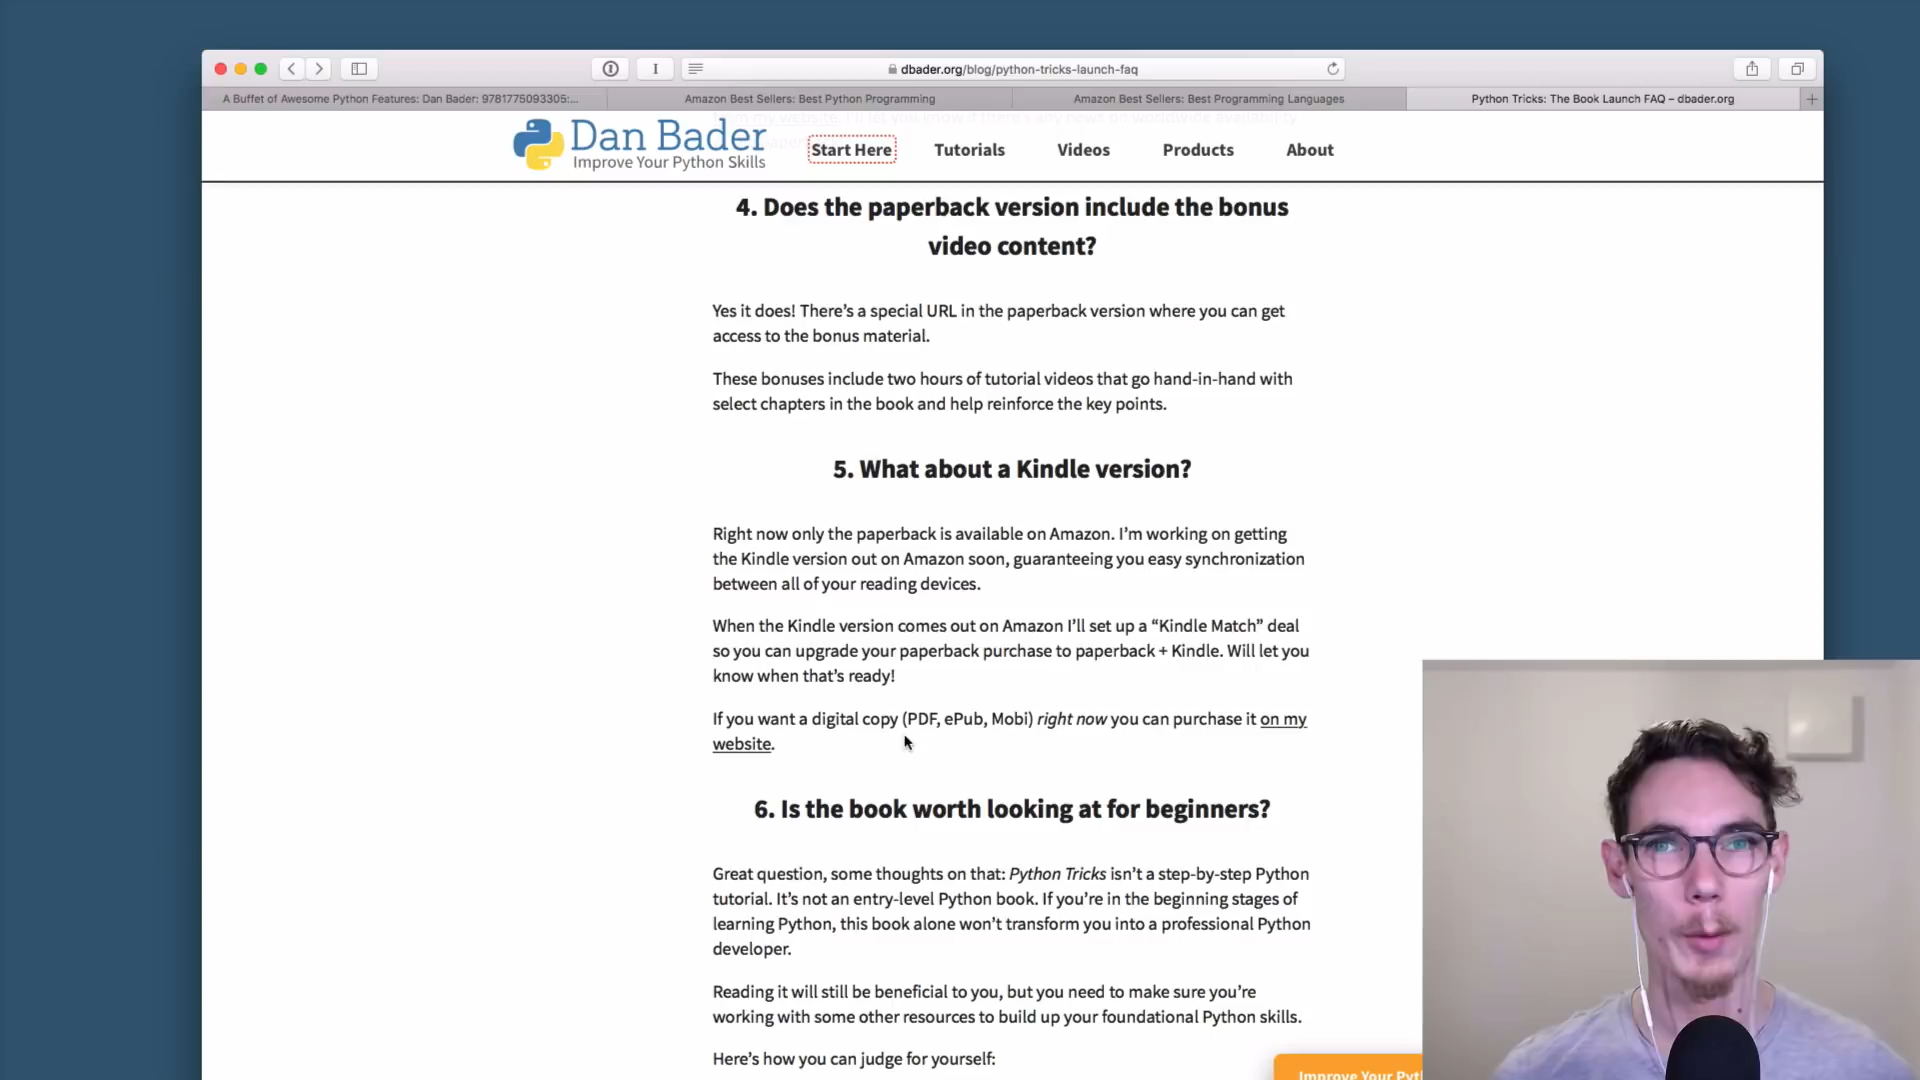 dbader.org/blog/python-tricks-launch-faq
A Buffet of Awesome Python Features: Dan Bader: 9781775093305:...
Amazon Best Sellers: Best Python Programming
Amazon Best Sellers: Best Programming Languages
Python Tricks: The Book Launch FAQ – dbader.org
Dan Bader
Improve Your Python Skills
Start Here
Tutorials
Videos
Products
About
4. Does the paperback version include the bonus
video content?
Yes it does! There’s a special URL in the paperback version where you can get
access to the bonus material.
These bonuses include two hours of tutorial videos that go hand-in-hand with
select chapters in the book and help reinforce the key points.
5. What about a Kindle version?
Right now only the paperback is available on Amazon. I’m working on getting
the Kindle version out on Amazon soon, guaranteeing you easy synchronization
between all of your reading devices.
When the Kindle version comes out on Amazon I’ll set up a “Kindle Match” deal
so you can upgrade your paperback purchase to paperback + Kindle. Will let you
know when that’s ready!
If you want a digital copy (PDF, ePub, Mobi) right now you can purchase it on my
website.
6. Is the book worth looking at for beginners?
Great question, some thoughts on that: Python Tricks isn’t a step-by-step Python
tutorial. It’s not an entry-level Python book. If you’re in the beginning stages of
learning Python, this book alone won’t transform you into a professional Python
developer.
Reading it will still be beneficial to you, but you need to make sure you’re
working with some other resources to build up your foundational Python skills.
Here’s how you can judge for yourself:
Improve Your Pyt